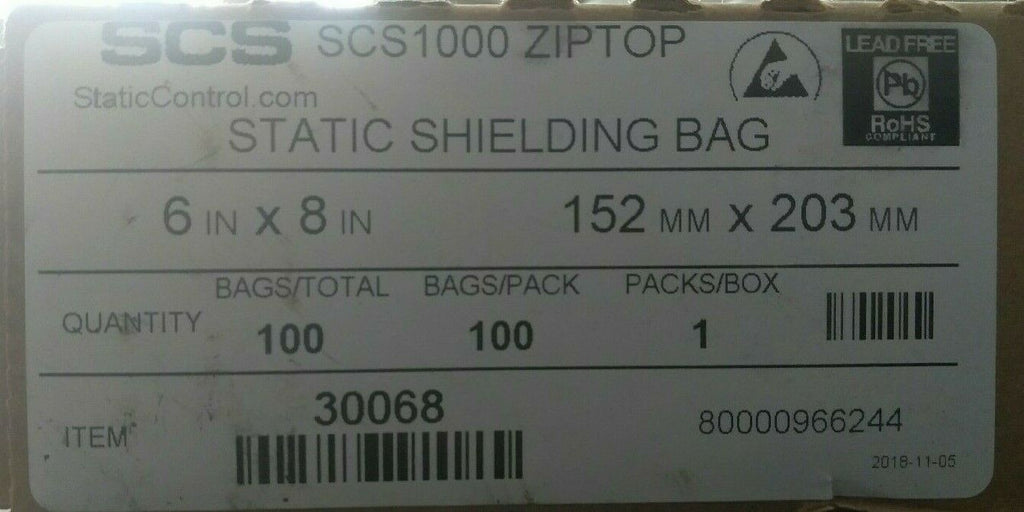 SCS SCS1000 ZIPTOP
StaticControl.com
STATIC SHIELDING BAG
LEAD FREE
Pb
RoHS
COMPLIANT
6 IN X 8 IN 152 MM X 203 MM
BAGS/TOTAL BAGS/PACK PACKS/BOX
QUANTITY 100 100 1
ITEM 30068 80000966244
2018-11-05